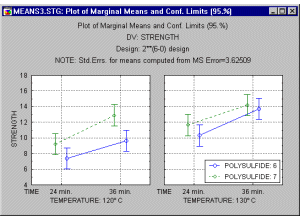 MEANS3.STG: Plot of Marginal Means and Conf. Limits (95.%)
Plot of Marginal Means and Conf. Limits (95.%)
DV: STRENGTH
Design: 2**(6-0) design
NOTE: Std.Errs. for means computed from MS Error=3.62509
STRENGTH
18
16
14
12
10
8
6
4
TIME 24 min. 36 min. 24 min. 36 min.
TEMPERATURE: 120° C TEMPERATURE: 130° C
POLYSULFIDE: 6
POLYSULFIDE: 7